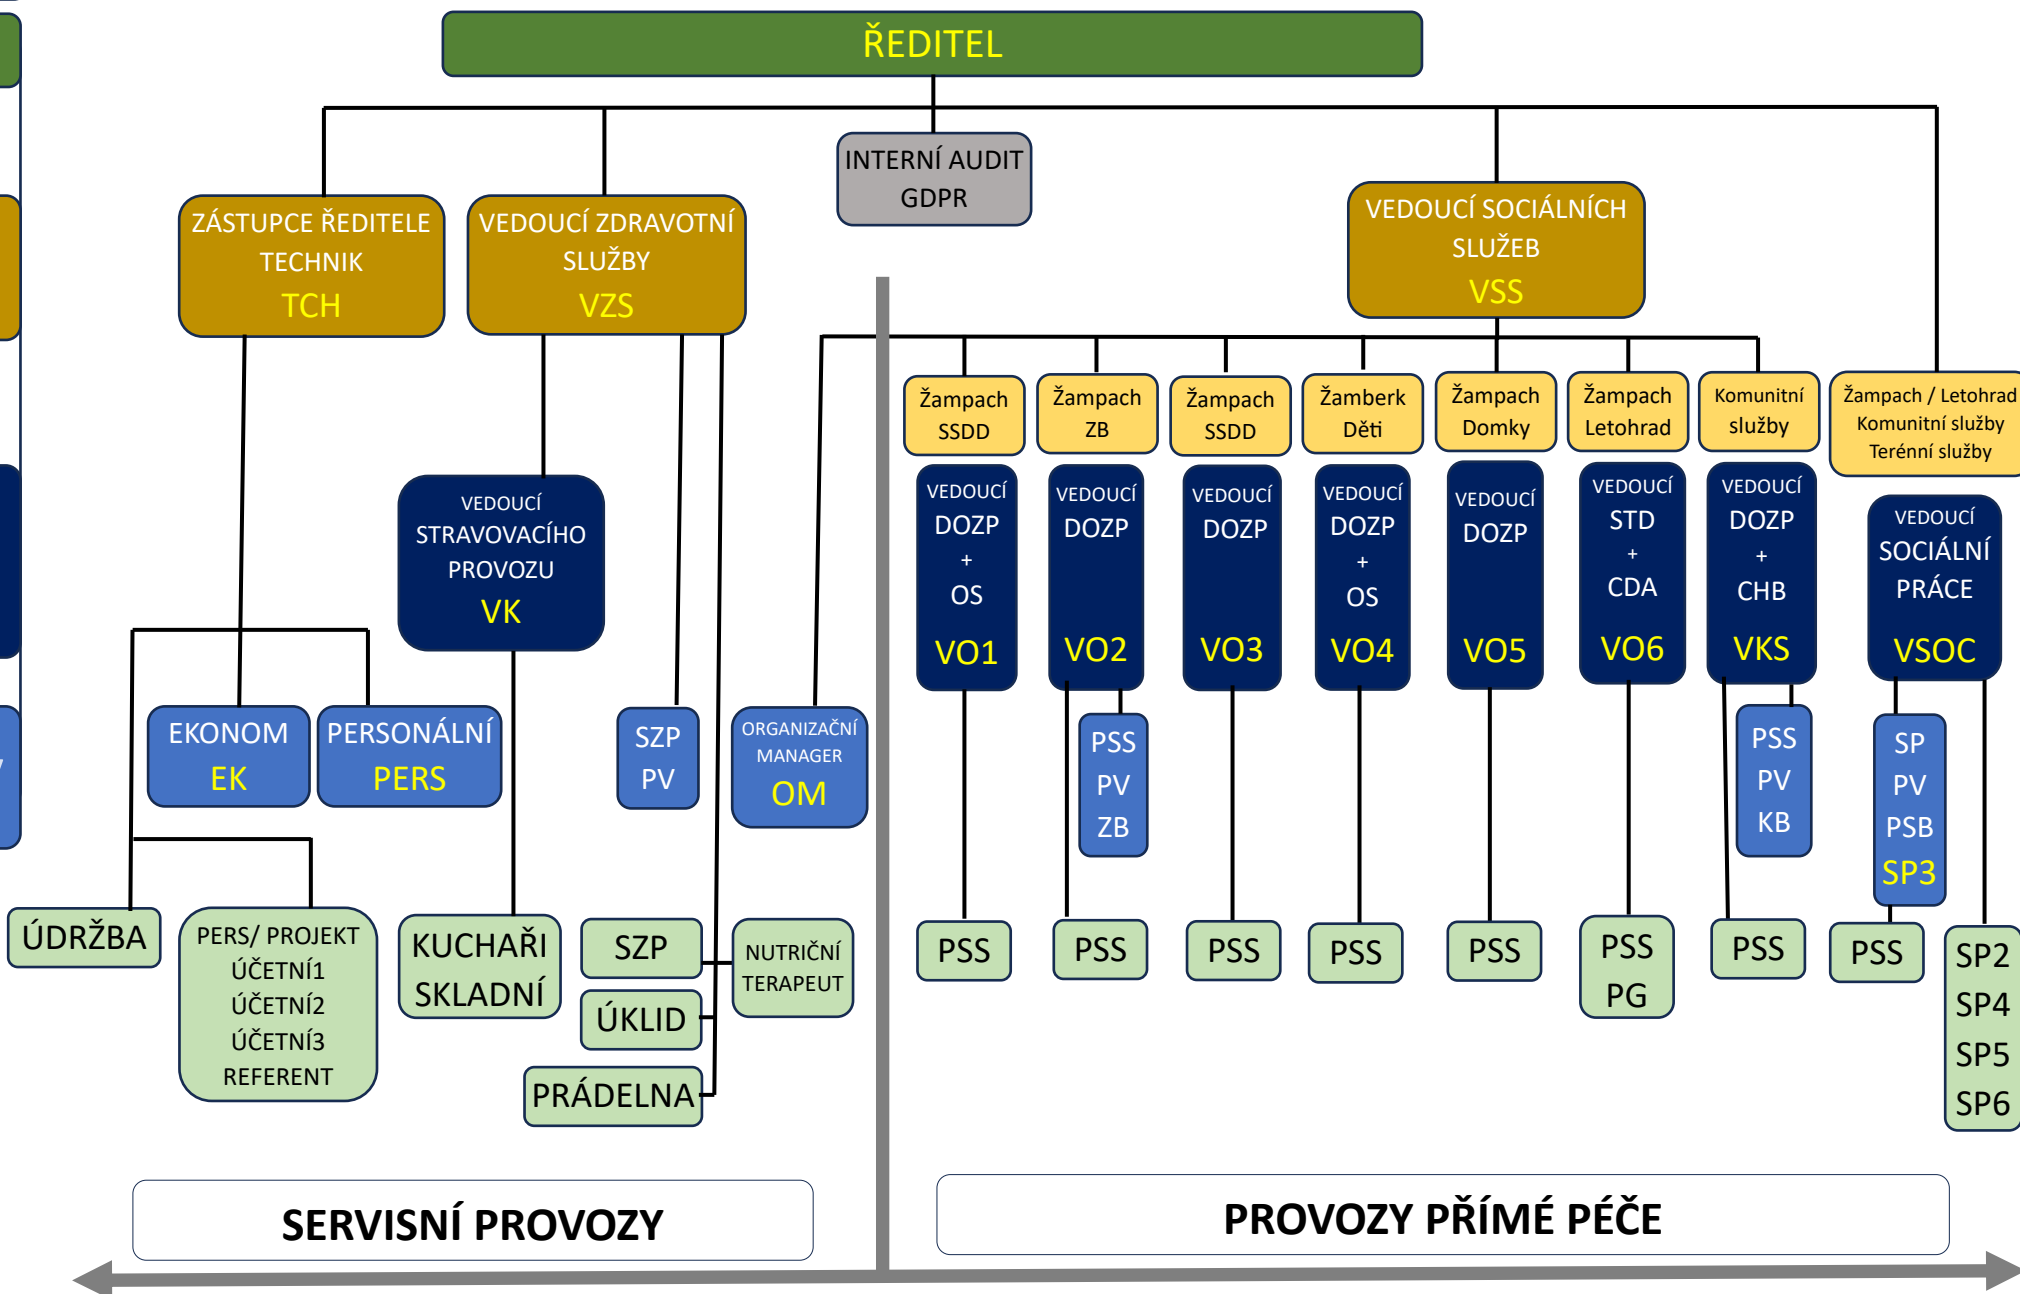 ŘEDITEL
INTERNÍ AUDIT
GDPR
ZÁSTUPCE ŘEDITELE
TECHNIK
TCH
VEDOUCÍ ZDRAVOTNÍ
SLUŽBY
VZS
VEDOUCÍ SOCIÁLNÍCH
SLUŽEB
VSS
Žampach
SSDD
Žampach
ZB
Žampach
SSDD
Žamberk
Děti
Žampach
Domky
Žampach
Letohrad
Komunitní
služby
Žampach / Letohrad
Komunitní služby
Terénní služby
VEDOUCÍ
STRAVOVACÍHO
PROVOZU
VK
VEDOUCÍ
DOZP
+
OS
VO1
VEDOUCÍ
DOZP
VO2
VEDOUCÍ
DOZP
VO3
VEDOUCÍ
DOZP
+
OS
VO4
VEDOUCÍ
DOZP
VO5
VEDOUCÍ
STD
+
CDA
VO6
VEDOUCÍ
DOZP
+
CHB
VKS
VEDOUCÍ
SOCIÁLNÍ
PRÁCE
VSOC
EKONOM
EK
PERSONÁLNÍ
PERS
SZP
PV
ORGANIZAČNÍ
MANAGER
OM
PSS
PV
ZB
PSS
PV
KB
SP
PV
PSB
SP3
ÚDRŽBA
PERS/ PROJEKT
ÚČETNÍ1
ÚČETNÍ2
ÚČETNÍ3
REFERENT
KUCHAŘI
SKLADNÍ
SZP
ÚKLID
PRÁDELNA
NUTRIČNÍ
TERAPEUT
PSS
PSS
PSS
PSS
PSS
PSS
PG
PSS
PSS
SP2
SP4
SP5
SP6
SERVISNÍ PROVOZY
PROVOZY PŘÍMÉ PÉČE